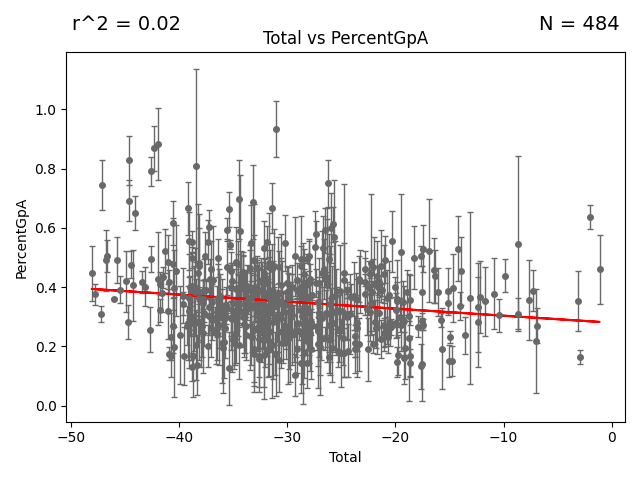 r^2 = 0.02
N = 484
Total vs PercentGpA
PercentGpA
1.0
0.8
0.6
0.4
0.2
0.0
−50
−40
−30
−20
−10
0
Total